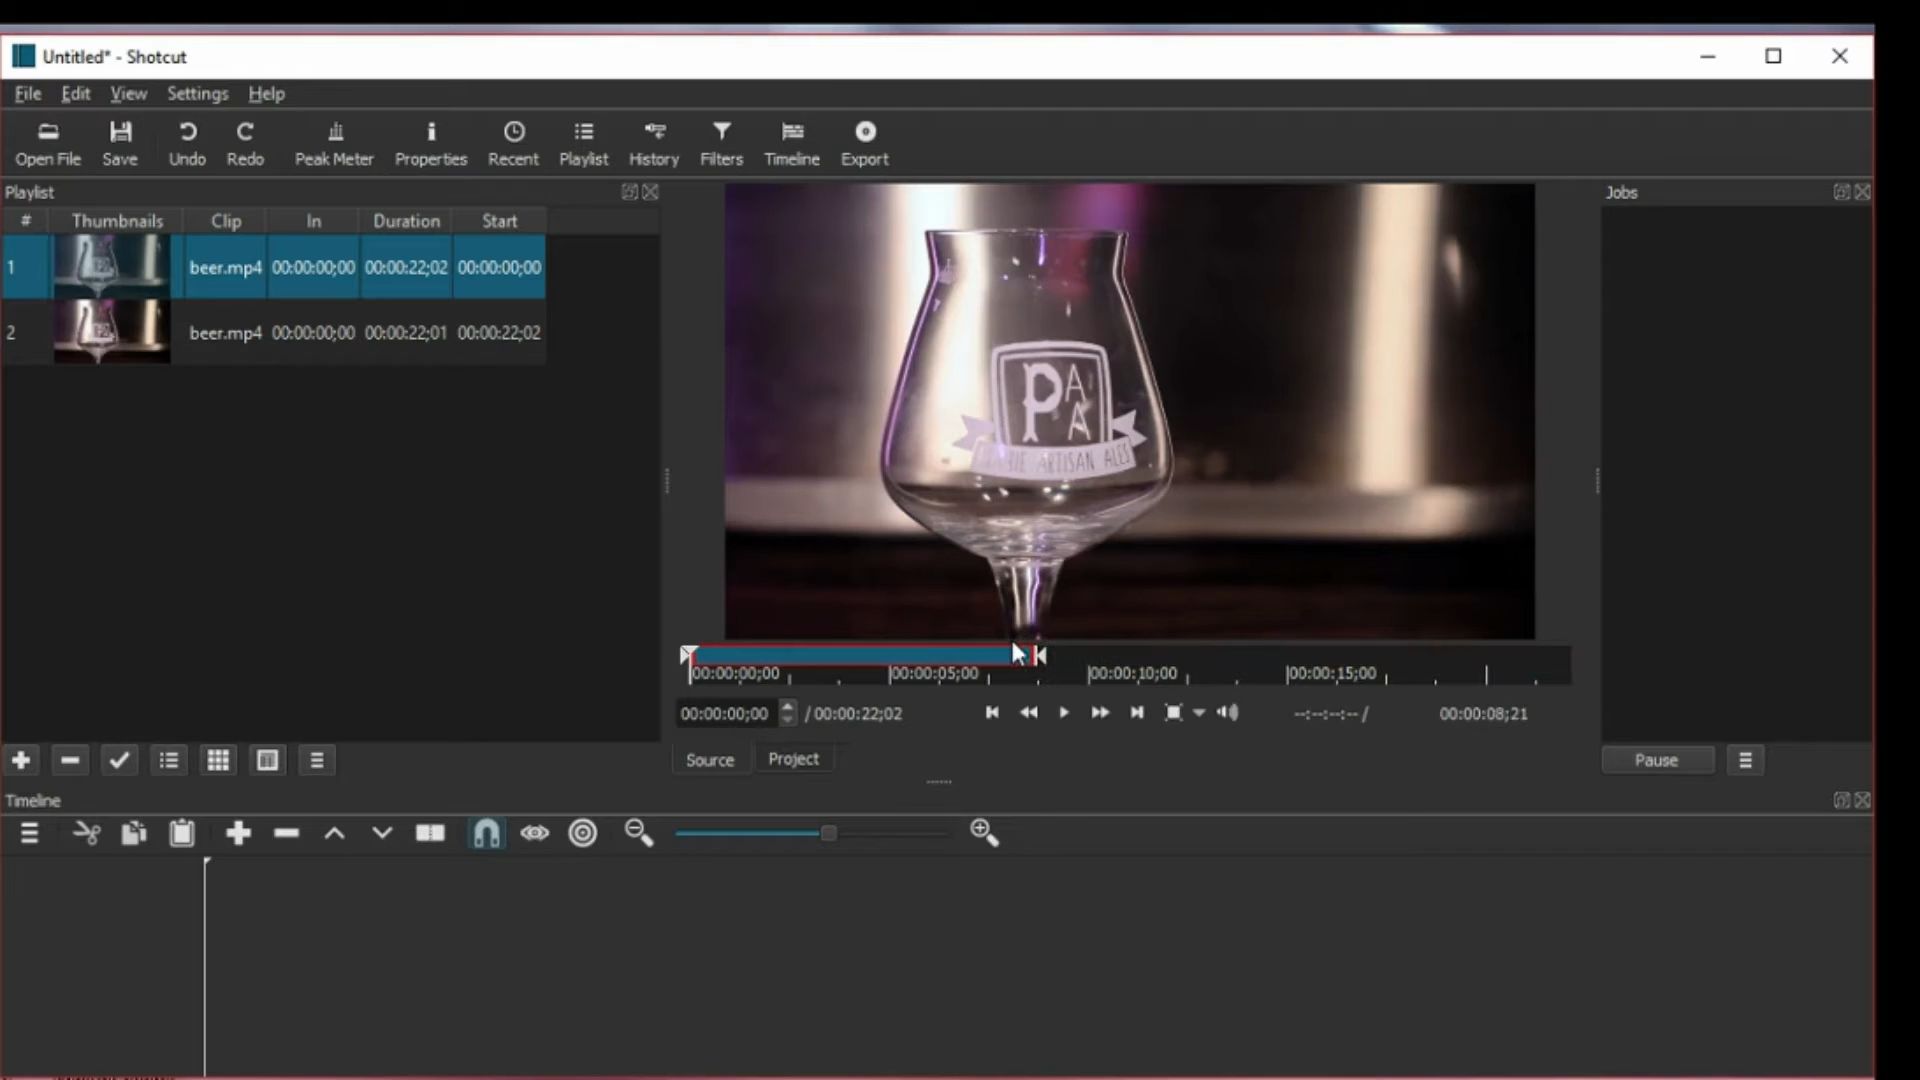 Untitled* - Shotcut
File Edit View Settings Help
Open File Save Undo Redo Peak Meter Properties Recent Playlist History Filters Timeline Export
Playlist
# Thumbnails Clip In Duration Start
1 beer.mp4 00:00:00;00 00:00:22;02 00:00:00;00
2 beer.mp4 00:00:00;00 00:00:22;01 00:00:22;02
PAA
ARTISAN ALES
Jobs
00:00:00;00 00:00:05;00 00:00:10;00 00:00:15;00
00:00:00;00 / 00:00:22;02 --:--:--:-- / 00:00:08;21
Source Project
Pause
Timeline